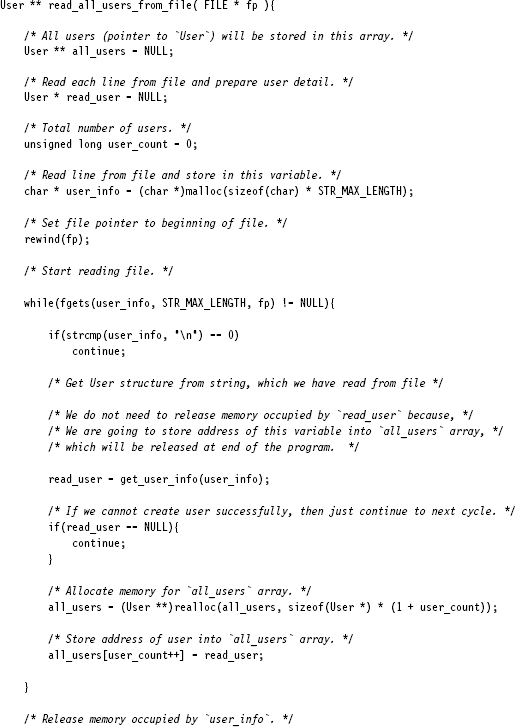 User ** read_all_users_from_file( FILE * fp ){
/* All users (pointer to `User`) will be stored in this array. */
User ** all_users = NULL;
/* Read each line from file and prepare user detail. */
User * read_user = NULL;
/* Total number of users. */
unsigned long user_count = 0;
/* Read line from file and store in this variable. */
char * user_info = (char *)malloc(sizeof(char) * STR_MAX_LENGTH);
/* Set file pointer to beginning of file. */
rewind(fp);
/* Start reading file. */
while(fgets(user_info, STR_MAX_LENGTH, fp) != NULL){
if(strcmp(user_info, "\n") == 0)
continue;
/* Get User structure from string, which we have read from file */
/* We do not need to release memory occupied by `read_user` because, */
/* We are going to store address of this variable into `all_users` array, */
/* which will be released at end of the program.  */
read_user = get_user_info(user_info);
/* If we cannot create user successfully, then just continue to next cycle. */
if(read_user == NULL){
continue;
}
/* Allocate memory for `all_users` array. */
all_users = (User **)realloc(all_users, sizeof(User *) * (1 + user_count));
/* Store address of user into `all_users` array. */
all_users[user_count++] = read_user;
}
/* Release memory occupied by `user_info`. */